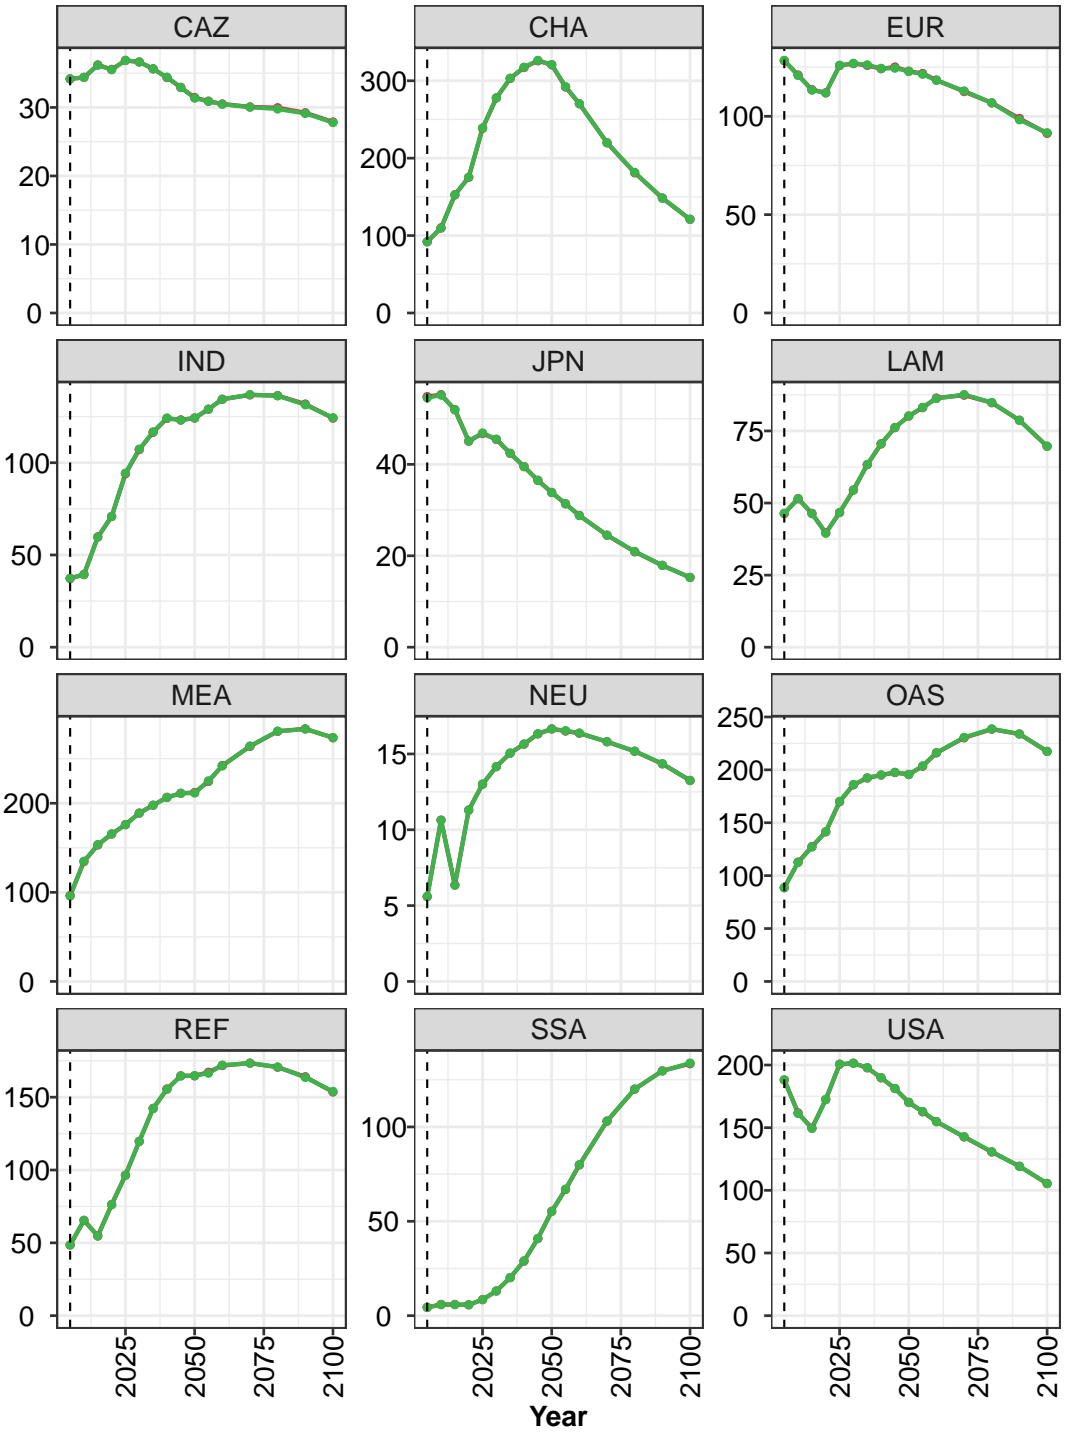 CAZ CHA EUR
30 300 100
20 200 50
10 100 0
0 0
IND JPN LAM
100 40 75
50 20 50
0 0 25
0
MEA NEU OAS
200 15 250
100 10 200
0 5 150
0 100
50
0
REF SSA USA
150 100 200
100 50 150
50 0 100
0 50
0
2025 2050 2075 2100 2025 2050 2075 2100 2025 2050 2075 2100
Year